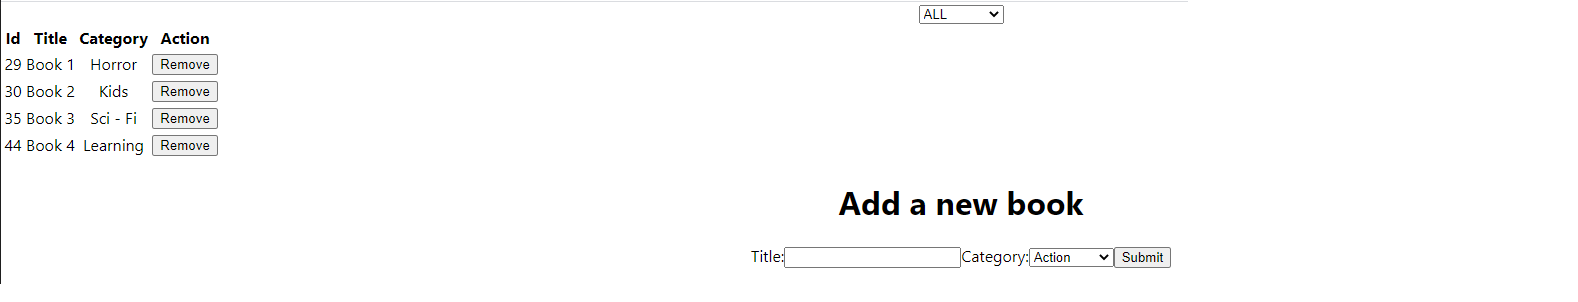 ALL
Id Title Category Action
29 Book 1 Horror Remove
30 Book 2 Kids Remove
35 Book 3 Sci - Fi Remove
44 Book 4 Learning Remove
Add a new book
Title: Category: Action Submit